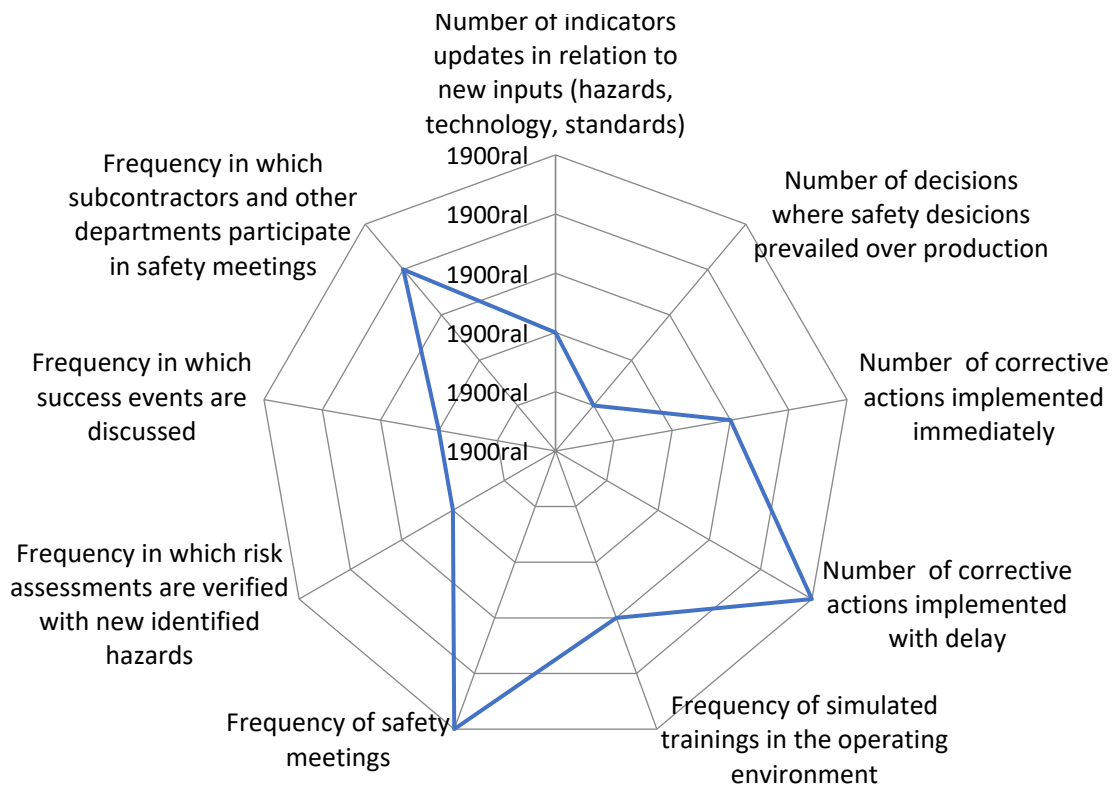 Number of indicators
updates in relation to
new inputs (hazards,
technology, standards)
1900ral
1900ral
1900ral
1900ral
1900ral
1900ral
Number of decisions
where safety desicions
prevailed over production
Number  of corrective
actions implemented
immediately
Number  of corrective
actions implemented
with delay
Frequency of simulated
trainings in the operating
environment
Frequency of safety
meetings
Frequency in which risk
assessments are verified
with new identified
hazards
Frequency in which
success events are
discussed
Frequency in which
subcontractors and other
departments participate
in safety meetings